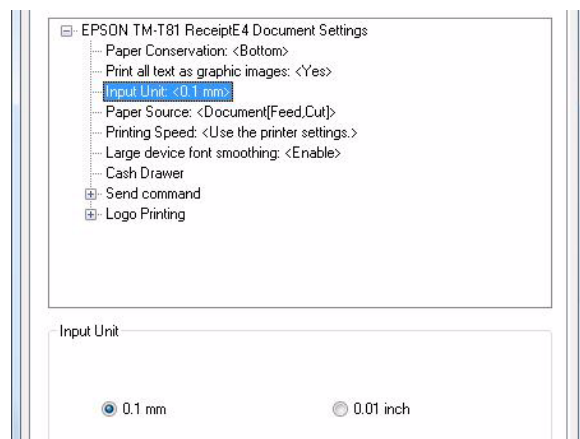 EPSON TM-T81 ReceiptE4 Document Settings
Paper Conservation: <Bottom>
Print all text as graphic images: <Yes>
Input Unit: <0.1 mm>
Paper Source: <Document[Feed,Cut]>
Printing Speed: <Use the printer settings.>
Large device font smoothing: <Enable>
Cash Drawer
Send command
Logo Printing
Input Unit
0.1 mm
0.01 inch